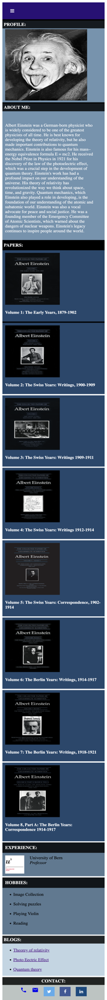 PROFILE:
ABOUT ME:
Albert Einstein was a German-born physicist who
is widely considered to be one of the greatest
physicists of all time. He is best known for
developing the theory of relativity, but he also
made important contributions to quantum
mechanics. Einstein is also famous for his mass–
energy equivalence formula E = mc2. He received
the Nobel Prize in Physics in 1921 for his
discovery of the law of the photoelectric effect,
which was a crucial step in the development of
quantum theory. Einstein's work has had a
profound impact on our understanding of the
universe. His theory of relativity has
revolutionized the way we think about space,
time, and gravity. Quantum mechanics, which
Einstein also played a role in developing, is the
foundation of our understanding of the atomic and
subatomic world. Einstein was also a vocal
advocate for peace and social justice. He was a
founding member of the Emergency Committee
of Atomic Scientists, which warned about the
dangers of nuclear weapons. Einstein's legacy
continues to inspire people around the world.
PAPERS:
THE COLLECTED PAPERS OF
Albert Einstein
Volume 1: The Early Years, 1879-1902
THE COLLECTED PAPERS OF
Albert Einstein
Volume 2: The Swiss Years: Writings, 1900-1909
THE COLLECTED PAPERS OF
Albert Einstein
Volume 3: The Swiss Years: Writings 1909-1911
THE COLLECTED PAPERS OF
Albert Einstein
Volume 4: The Swiss Years: Writings 1912-1914
THE COLLECTED PAPERS OF
Albert Einstein
Volume 5: The Swiss Years: Correspondence, 1902-
1914
THE COLLECTED PAPERS OF
Albert Einstein
Volume 6: The Berlin Years: Writings, 1914-1917
THE COLLECTED PAPERS OF
Albert Einstein
Volume 7: The Berlin Years: Writings, 1918-1921
THE COLLECTED PAPERS OF
Albert Einstein
Volume 8, Part A: The Berlin Years:
Correspondence 1914-1917
EXPERIENCE:
u b
University of Bern
Professor
HOBBIES:
Image Collection
Solving puzzles
Playing Violin
Reading
BLOGS:
Theorey of relativity
Photo Eectric Effect
Quantum theory
CONTACT: